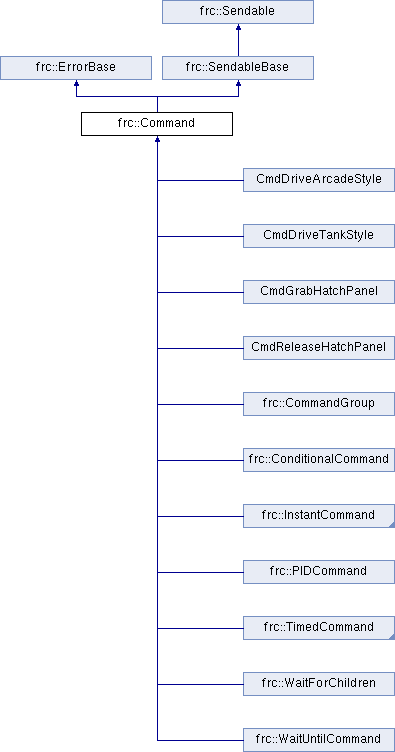 frc::Sendable
frc::ErrorBase
frc::SendableBase
frc::Command
CmdDriveArcadeStyle
CmdDriveTankStyle
CmdGrabHatchPanel
CmdReleaseHatchPanel
frc::CommandGroup
frc::ConditionalCommand
frc::InstantCommand
frc::PIDCommand
frc::TimedCommand
frc::WaitForChildren
frc::WaitUntilCommand